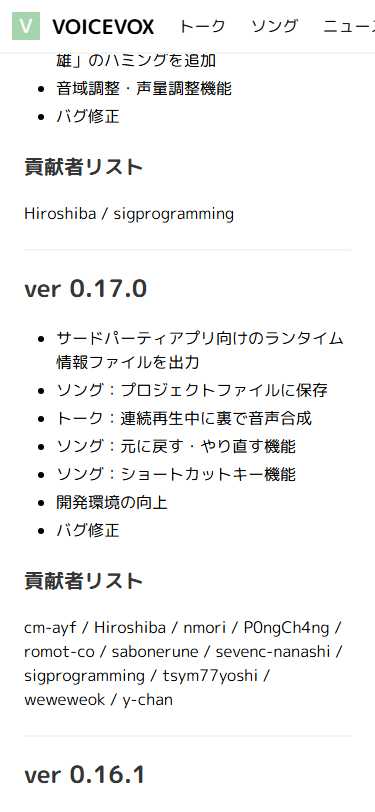 V VOICEVOX トーク ソング ニュース
雄」のハミングを追加
音域調整・声量調整機能
バグ修正
貢献者リスト
Hiroshiba / sigprogramming
ver 0.17.0
サードパーティアプリ向けのランタイム
情報ファイルを出力
ソング：プロジェクトファイルに保存
トーク：連続再生中に裏で音声合成
ソング：元に戻す・やり直す機能
ソング：ショートカットキー機能
開発環境の向上
バグ修正
貢献者リスト
cm-ayf / Hiroshiba / nmori / P0ngCh4ng /
romot-co / sabonerune / sevenc-nanashi /
sigprogramming / tsym77yoshi /
weweweok / y-chan
ver 0.16.1